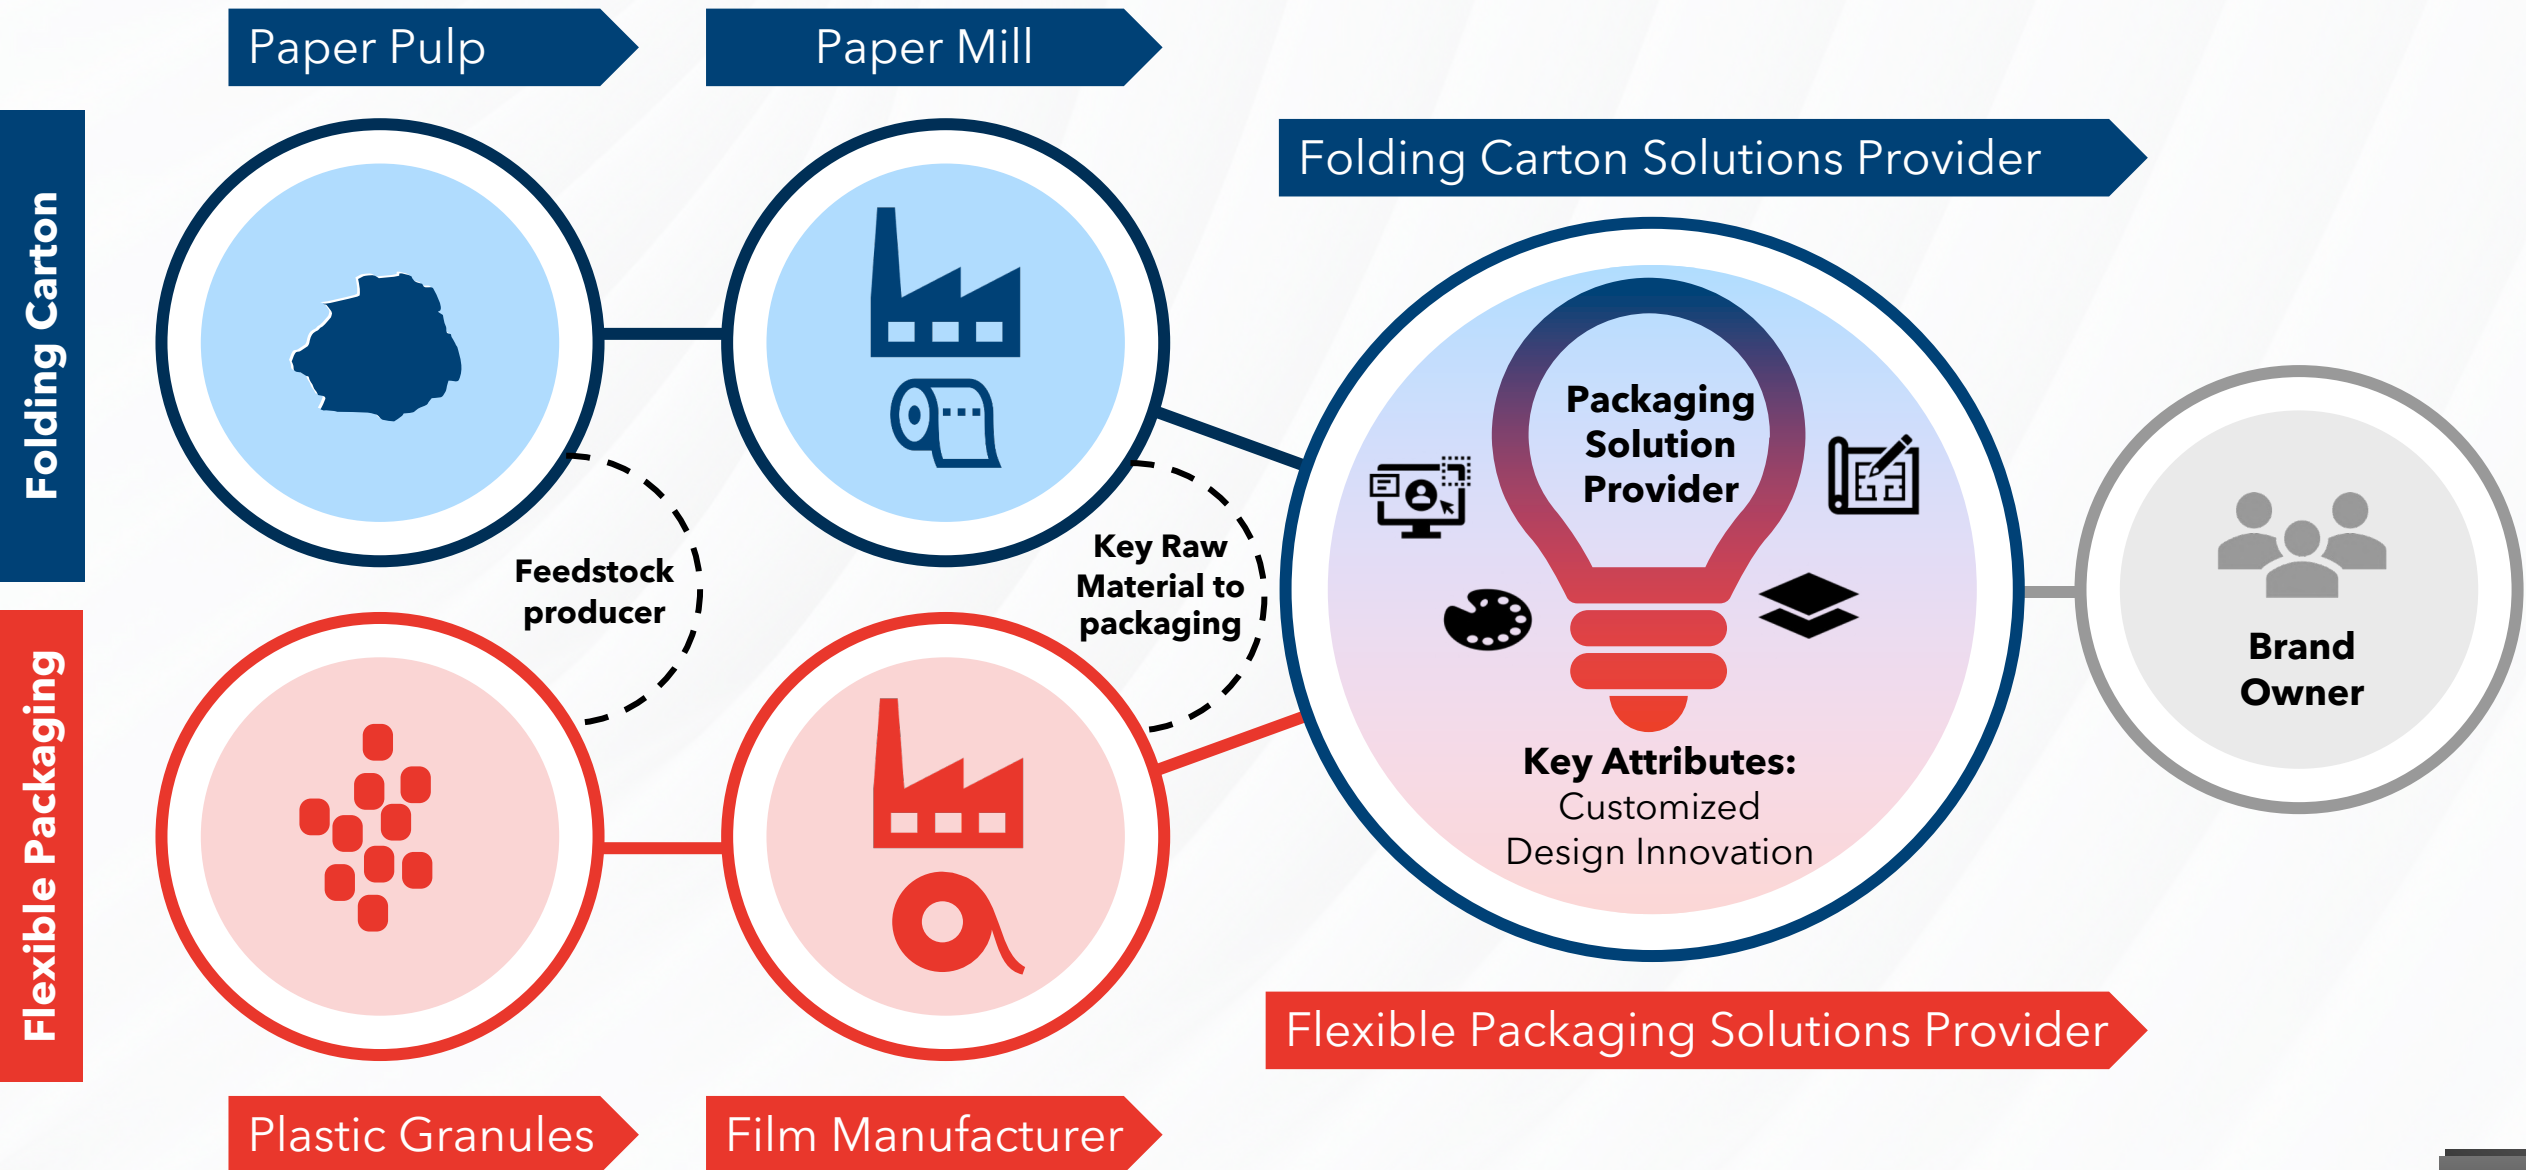 Paper Pulp
Paper Mill
Folding Carton Solutions Provider
Folding Carton
Feedstock
producer
Key Raw
Material to
packaging
Packaging
Solution
Provider
Key Attributes:
Customized
Design Innovation
Brand
Owner
Flexible Packaging
Flexible Packaging Solutions Provider
Plastic Granules
Film Manufacturer